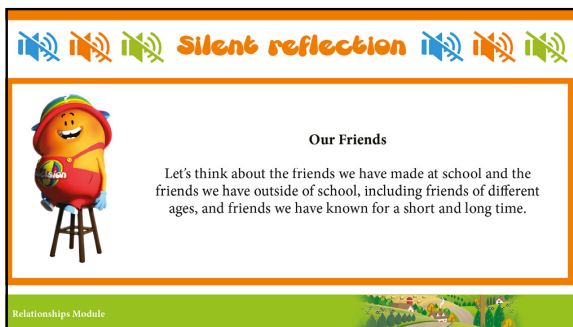 Silent reflection
Our Friends
Let's think about the friends we have made at school and the
friends we have outside of school, including friends of different
ages, and friends we have known for a short and long time.
Relationships Module